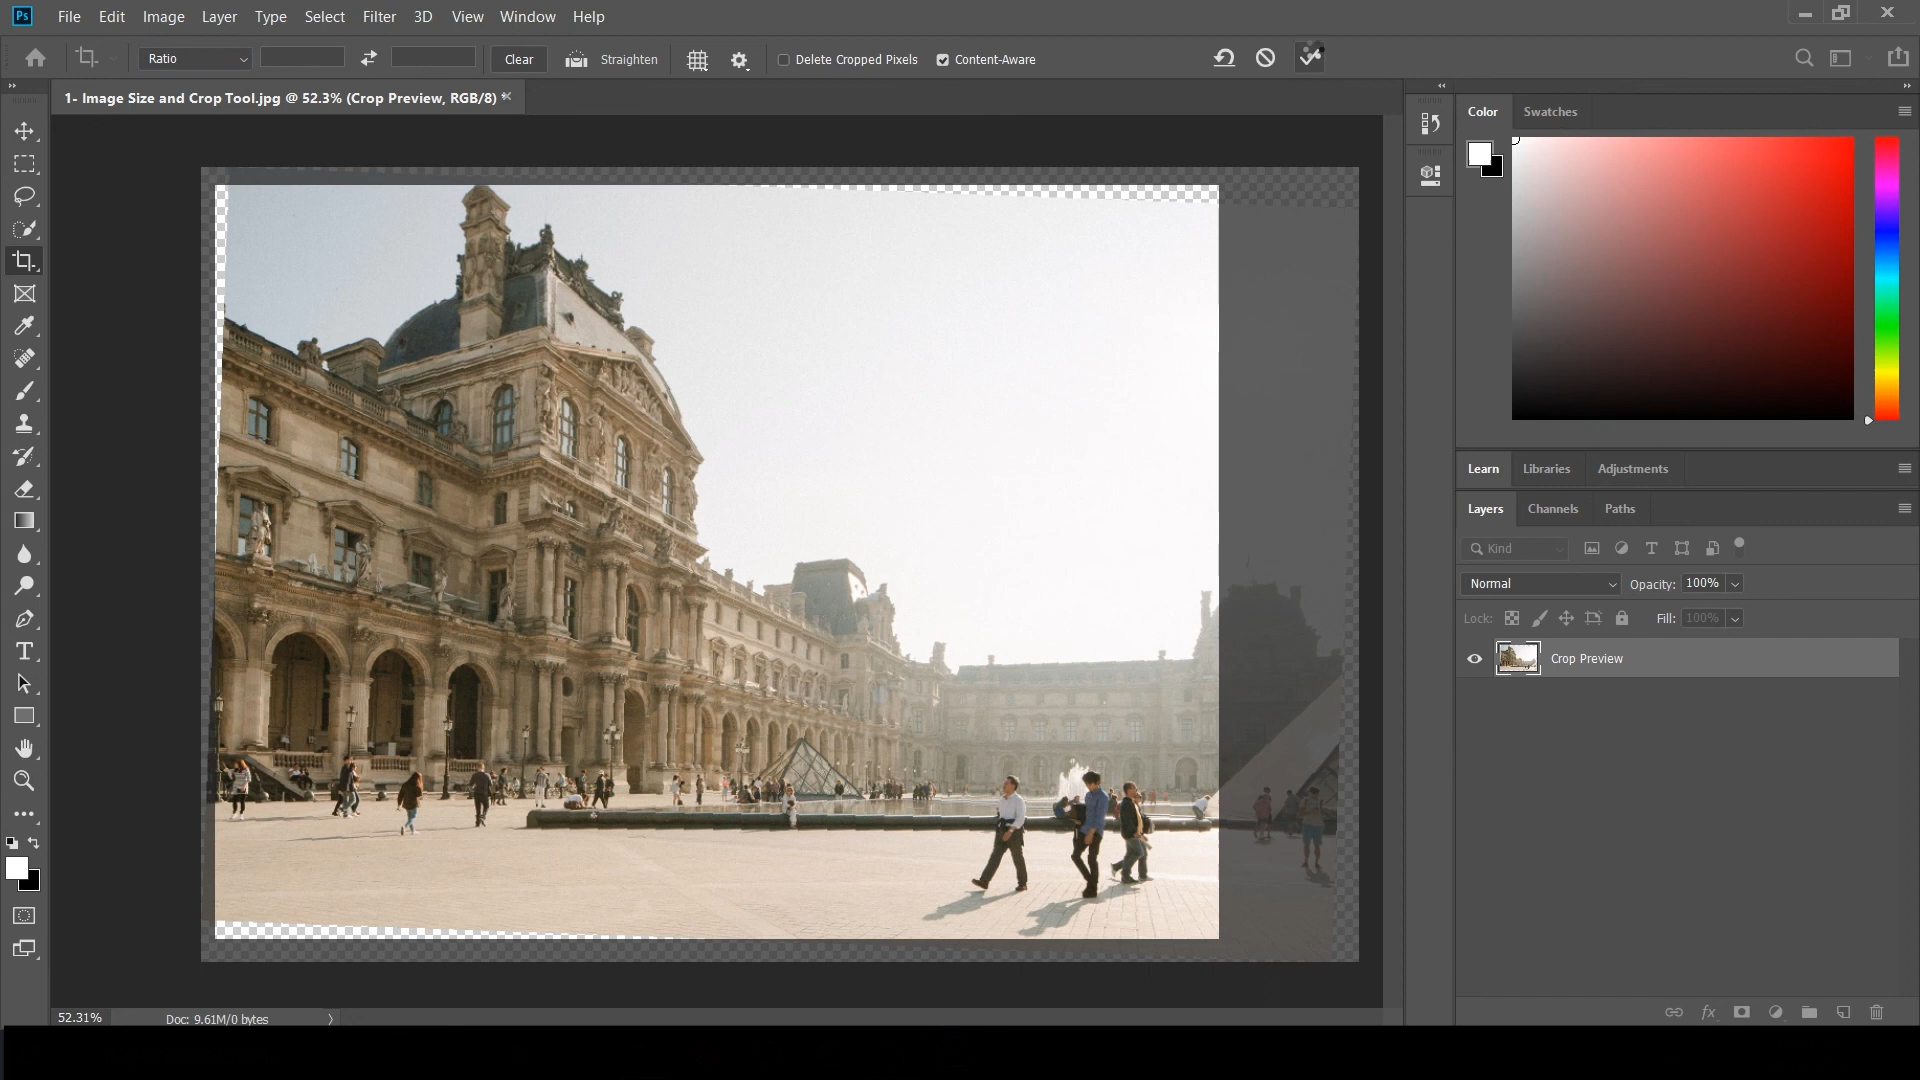 Ps File Edit Image Layer Type Select Filter 3D View Window Help
Ratio Clear Straighten Delete Cropped Pixels Content-Aware
1- Image Size and Crop Tool.jpg @ 52.3% (Crop Preview, RGB/8) *
Color Swatches
Learn Libraries Adjustments
Layers Channels Paths
Kind
Normal Opacity: 100%
Lock: Fill: 100%
Crop Preview
fx
52.31% Doc: 9.61M/0 bytes